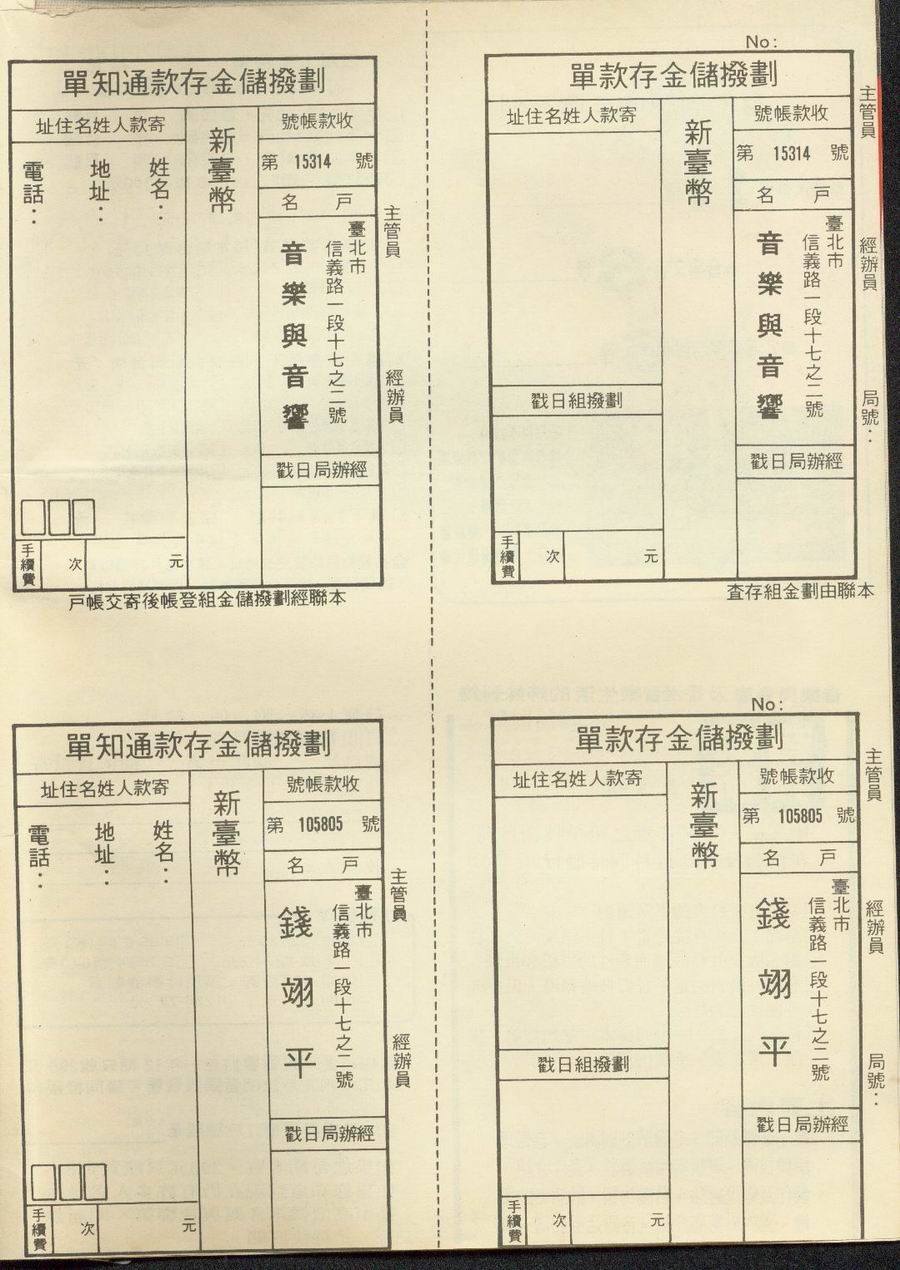 單知通款存金儲撥劃
址住名姓人款寄
姓名：
地址：
電話：
新臺幣
號帳款收
第 15314 號
名 戶
臺北市
信義路一段十七之二號
音樂與音響
戳日局辦經
手續費
次
元
主管員
經辦員
戶帳交寄後帳登組金儲撥劃經聯本
No:
單款存金儲撥劃
址住名姓人款寄
戳日組撥劃
新臺幣
號帳款收
第 15314 號
名 戶
臺北市
信義路一段十七之二號
音樂與音響
戳日局辦經
手續費
次
元
主管員
經辦員
局號：
查存組金劃由聯本
單知通款存金儲撥劃
址住名姓人款寄
姓名：
地址：
電話：
新臺幣
號帳款收
第 105805 號
名 戶
臺北市
信義路一段十七之二號
錢翊平
戳日局辦經
手續費
次
元
主管員
經辦員
No:
單款存金儲撥劃
址住名姓人款寄
戳日組撥劃
新臺幣
號帳款收
第 105805 號
名 戶
臺北市
信義路一段十七之二號
錢翊平
戳日局辦經
手續費
次
元
主管員
經辦員
局號：